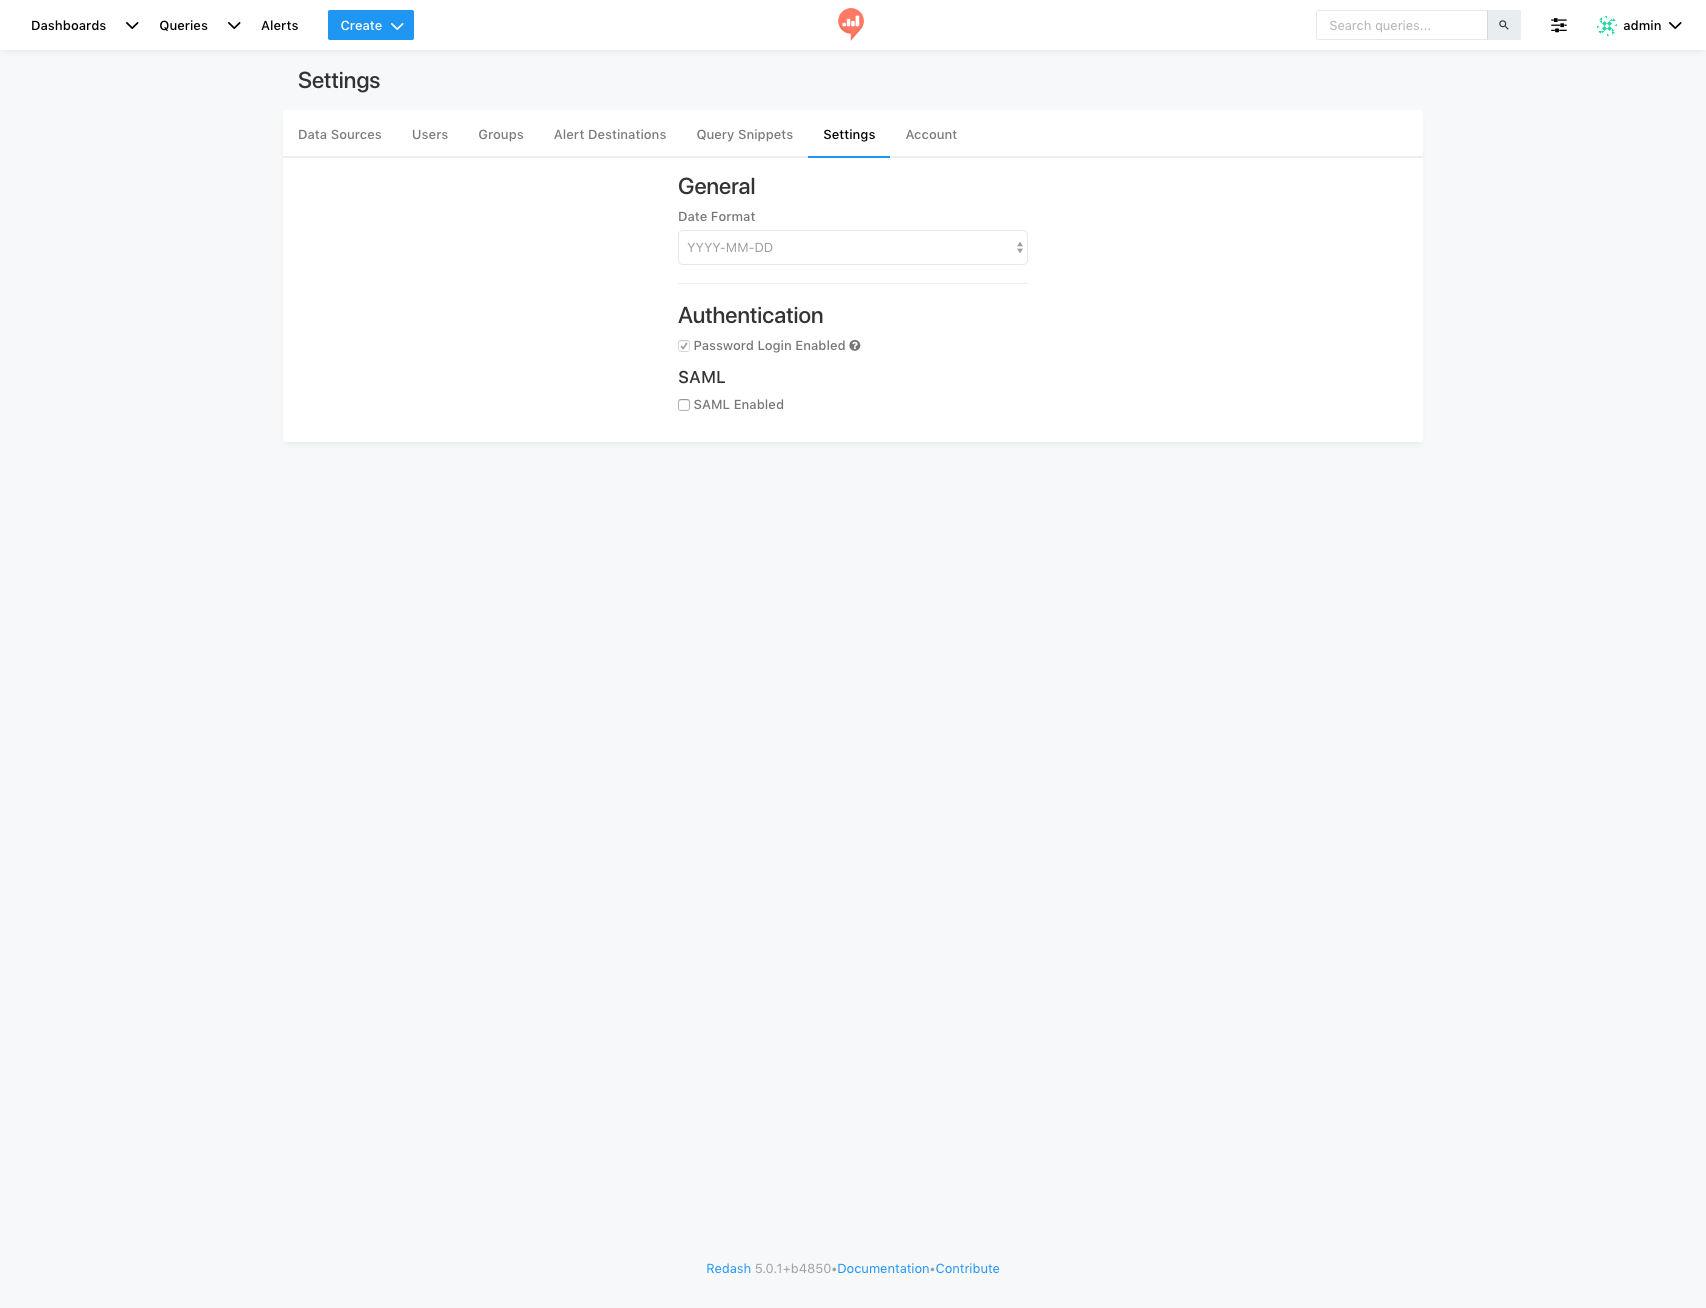 Dashboards Queries Alerts Create Search queries... admin
Settings
Data Sources Users Groups Alert Destinations Query Snippets Settings Account
General
Date Format
YYYY-MM-DD
Authentication
Password Login Enabled
SAML
SAML Enabled
Redash 5.0.1+b4850•Documentation•Contribute